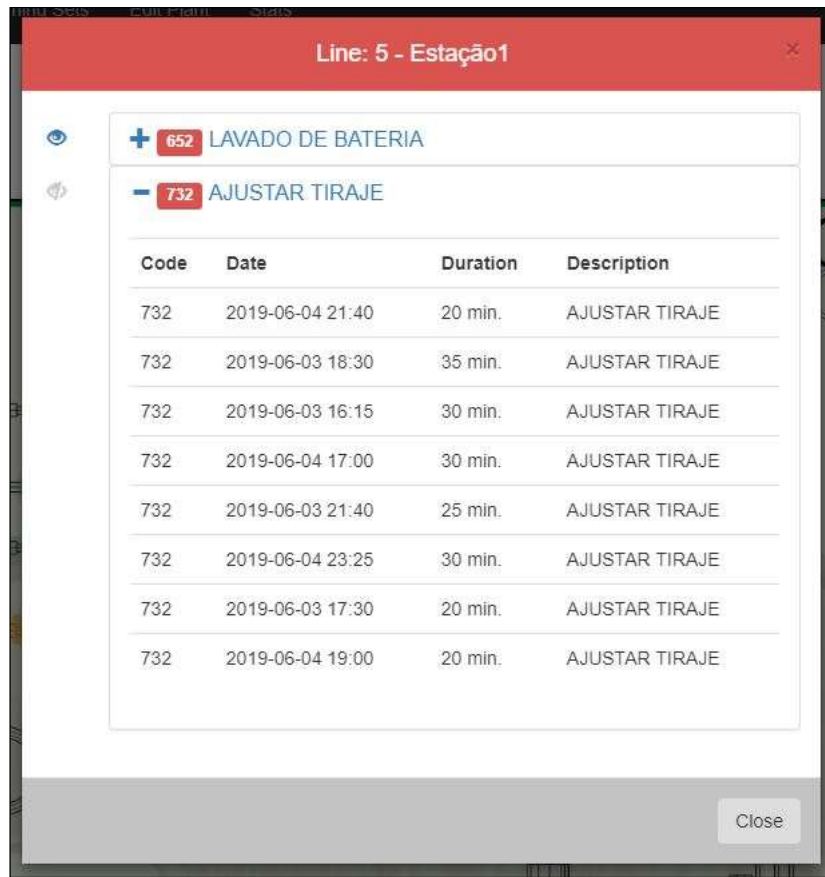 Edit Plant Stats
Line: 5 - Estação1 ×
652 LAVADO DE BATERIA
732 AJUSTAR TIRAJE
Code Date Duration Description
732 2019-06-04 21:40 20 min. AJUSTAR TIRAJE
732 2019-06-03 18:30 35 min. AJUSTAR TIRAJE
732 2019-06-03 16:15 30 min. AJUSTAR TIRAJE
732 2019-06-04 17:00 30 min. AJUSTAR TIRAJE
732 2019-06-03 21:40 25 min. AJUSTAR TIRAJE
732 2019-06-04 23:25 30 min. AJUSTAR TIRAJE
732 2019-06-03 17:30 20 min. AJUSTAR TIRAJE
732 2019-06-04 19:00 20 min. AJUSTAR TIRAJE
Close